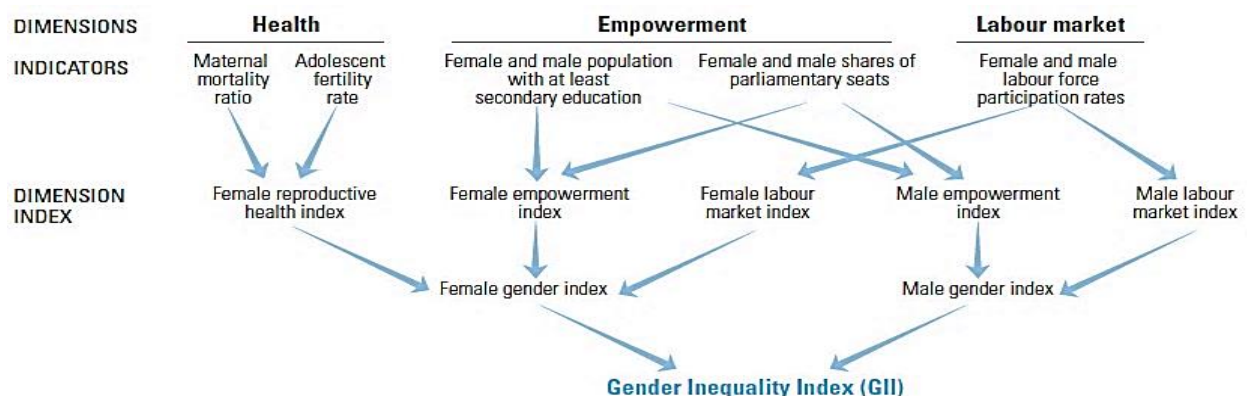 DIMENSIONS
Health
Empowerment
Labour market
INDICATORS
Maternal
mortality
ratio
Adolescent
fertility
rate
Female and male population
with at least
secondary education
Female and male shares of
parliamentary seats
Female and male
labour force
participation rates
DIMENSION
INDEX
Female reproductive
health index
Female empowerment
index
Female labour
market index
Male empowerment
index
Male labour
market index
Female gender index
Male gender index
Gender Inequality Index (GII)